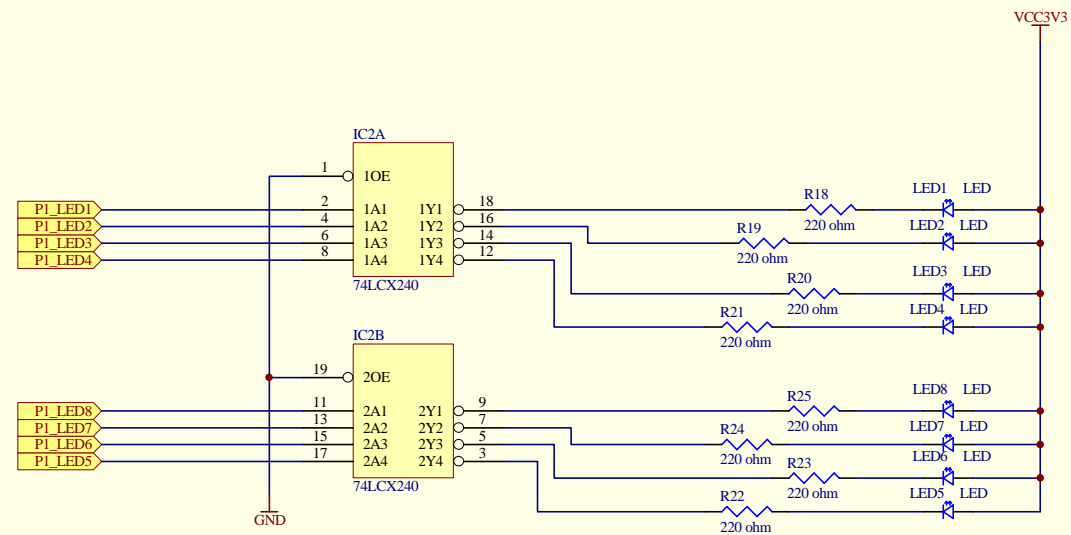 VCC3V3
IC2A
1 1OE
P1_LED1 2 1A1 1Y1 18 R18 220 ohm LED1 LED
P1_LED2 4 1A2 1Y2 16 R19 220 ohm LED2 LED
P1_LED3 6 1A3 1Y3 14 R20 220 ohm LED3 LED
P1_LED4 8 1A4 1Y4 12 R21 220 ohm LED4 LED
74LCX240
IC2B
19 2OE
P1_LED8 11 2A1 2Y1 9 R25 220 ohm LED8 LED
P1_LED7 13 2A2 2Y2 7 R24 220 ohm LED7 LED
P1_LED6 15 2A3 2Y3 5 R23 220 ohm LED6 LED
P1_LED5 17 2A4 2Y4 3 R22 220 ohm LED5 LED
74LCX240
GND